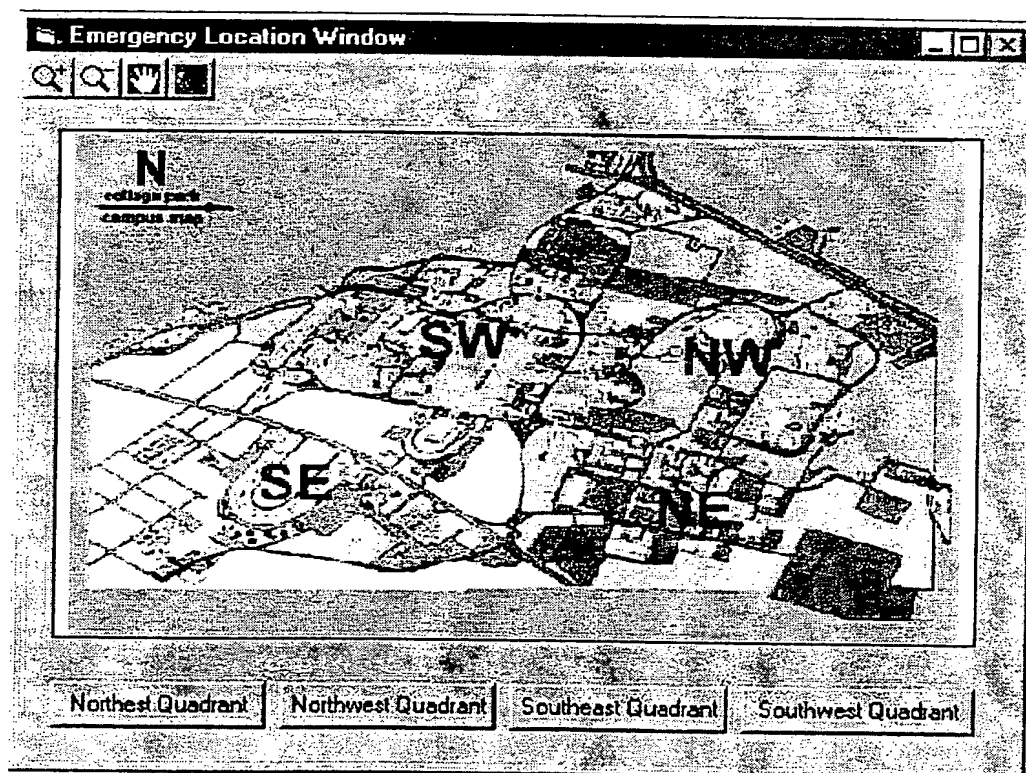 Emergency Location Window
N
college park
campus map
SW
NW
SE
NE
Northest Quadrant
Northwest Quadrant
Southeast Quadrant
Southwest Quadrant